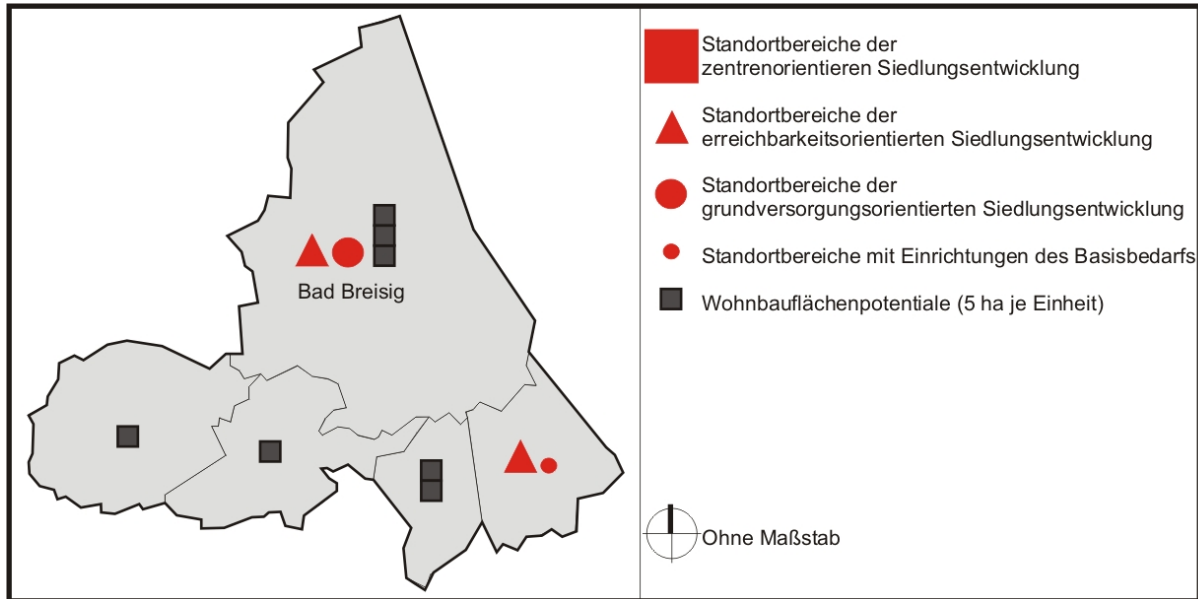 Bad Breisig
Standortbereiche der
zentrenorientieren Siedlungsentwicklung
Standortbereiche der
erreichbarkeitsorientierten Siedlungsentwicklung
Standortbereiche der
grundversorgungsorientierten Siedlungsentwicklung
Standortbereiche mit Einrichtungen des Basisbedarfs
Wohnbauflächenpotentiale (5 ha je Einheit)
Ohne Maßstab